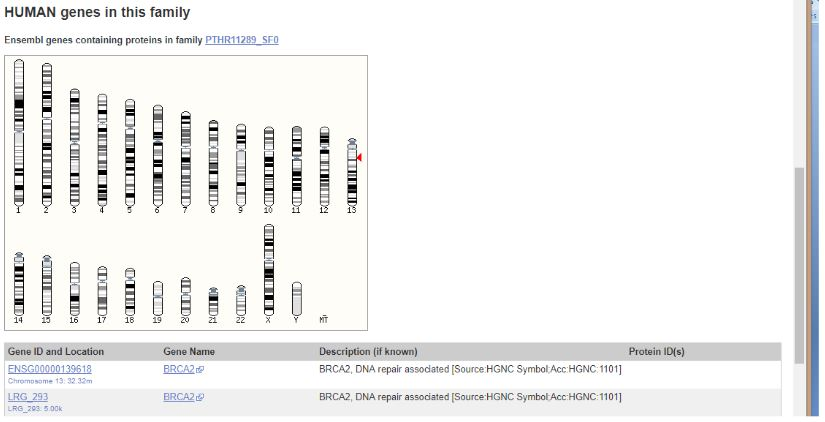 HUMAN genes in this family
Ensembl genes containing proteins in family PTHR11289_SF0
1 2 3 4 5 6 7 8 9 10 11 12 13
14 15 16 17 18 19 20 21 22 X Y MT
Gene ID and Location Gene Name Description (if known) Protein ID(s)
ENSG00000139618 BRCA2 BRCA2, DNA repair associated [Source:HGNC Symbol;Acc:HGNC:1101]
Chromosome 13: 32.32m
LRG_293 BRCA2 BRCA2, DNA repair associated [Source:HGNC Symbol;Acc:HGNC:1101]
LRG_293: 5.00k